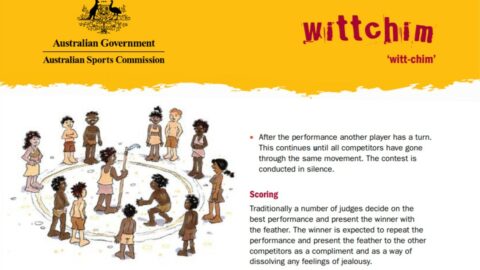 Australian Government
Australian Sports Commission
wittchim
‘witt-chim’
• After the performance another player has a turn.
This continues until all competitors have gone
through the same movement. The contest is
conducted in silence.
Scoring
Traditionally a number of judges decide on the
best performance and present the winner with
the feather. The winner is expected to repeat the
performance and present the feather to the other
competitors as a compliment and as a way of
dissolving any feelings of jealousy.